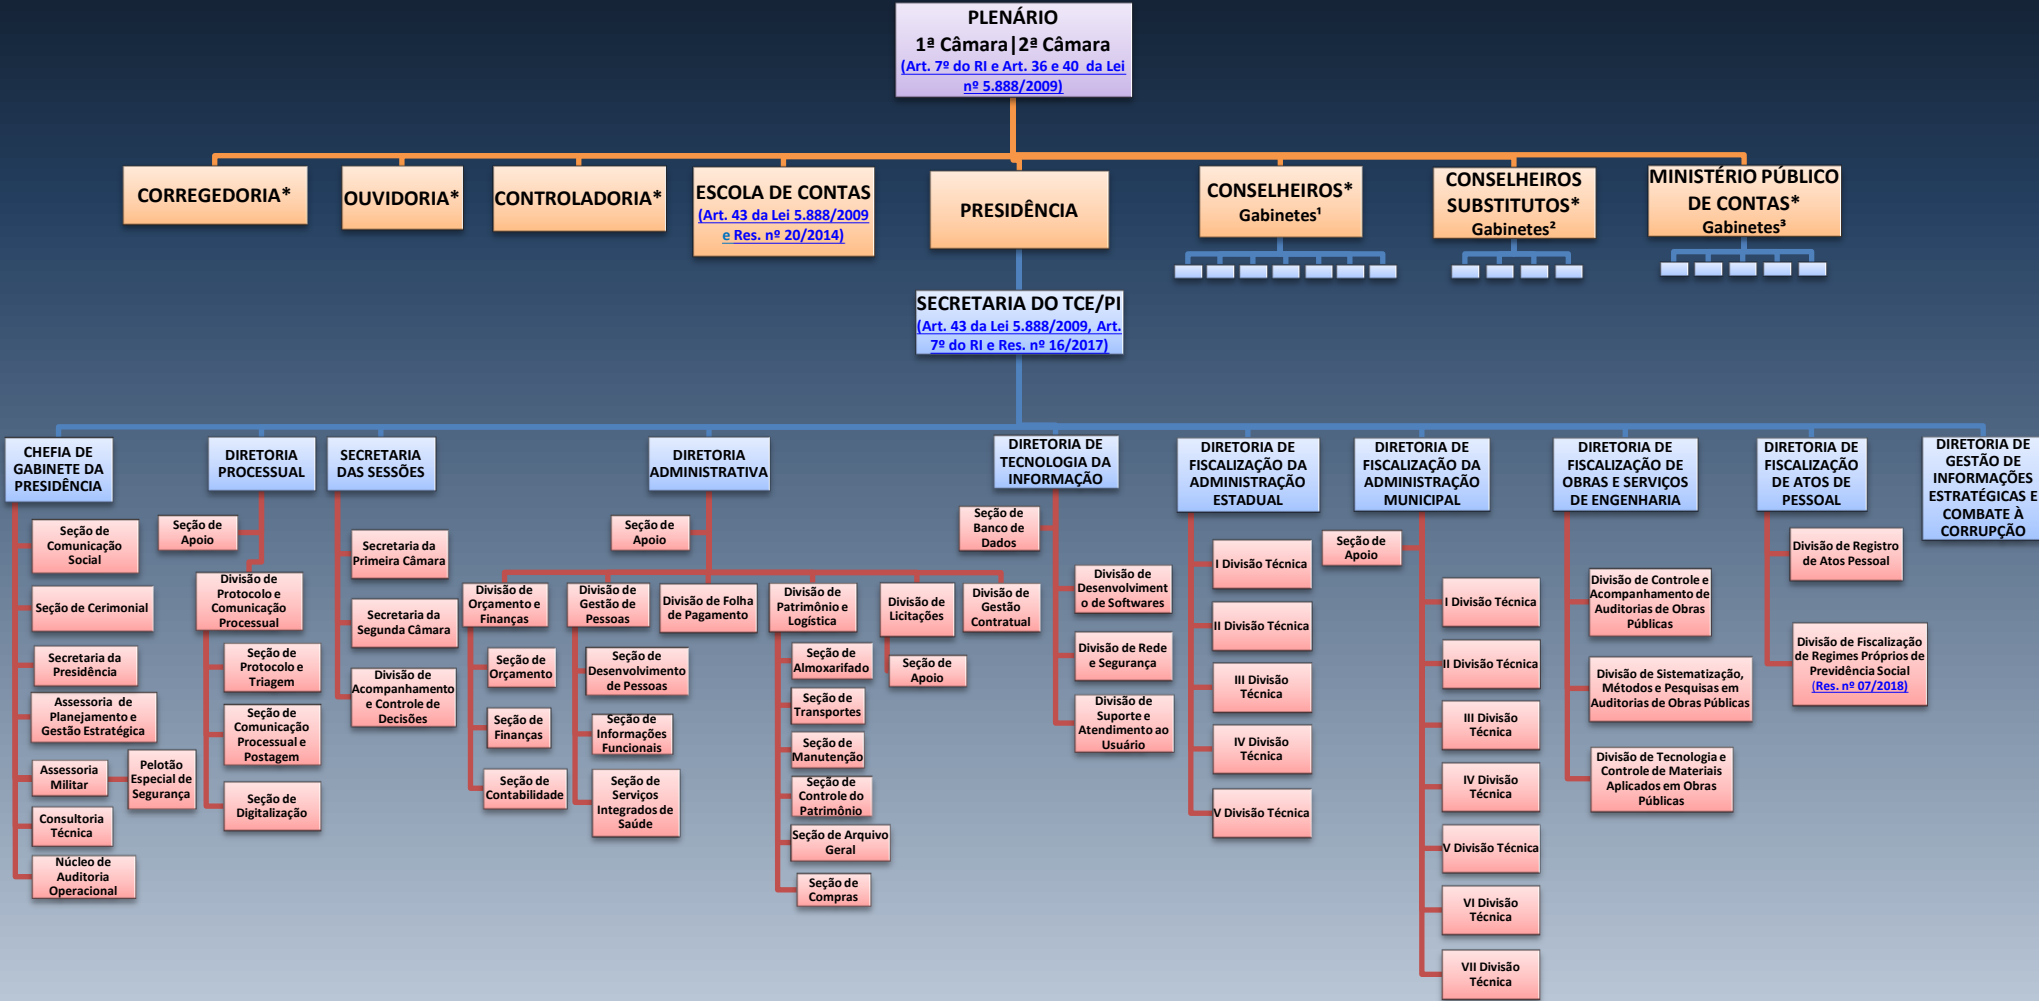 PLENÁRIO
1ª Câmara|2ª Câmara
(Art. 7º do RI e Art. 36 e 40 da Lei
nº 5.888/2009)
CORREGEDORIA*
OUVIDORIA*
CONTROLADORIA*
ESCOLA DE CONTAS
(Art. 43 da Lei 5.888/2009
e Res. nº 20/2014)
PRESIDÊNCIA
CONSELHEIROS*
Gabinetes¹
CONSELHEIROS
SUBSTITUTOS*
Gabinetes²
MINISTÉRIO PÚBLICO
DE CONTAS*
Gabinetes³
SECRETARIA DO TCE/PI
(Art. 43 da Lei 5.888/2009, Art.
7º do RI e Res. nº 16/2017)
CHEFIA DE
GABINETE DA
PRESIDÊNCIA
Seção de
Comunicação
Social
Seção de Cerimonial
Secretaria da
Presidência
Assessoria de
Planejamento e
Gestão Estratégica
Assessoria
Militar
Pelotão
Especial de
Segurança
Consultoria
Técnica
Núcleo de
Auditoria
Operacional
DIRETORIA
PROCESSUAL
Seção de
Apoio
Divisão de
Protocolo e
Comunicação
Processual
Seção de
Protocolo e
Triagem
Seção de
Comunicação
Processual e
Postagem
Seção de
Digitalização
SECRETARIA
DAS SESSÕES
Secretaria da
Primeira Câmara
Secretaria da
Segunda Câmara
Divisão de
Acompanhamento
e Controle de
Decisões
DIRETORIA
ADMINISTRATIVA
Seção de
Apoio
Divisão de
Orçamento e
Finanças
Seção de
Orçamento
Seção de
Finanças
Seção de
Contabilidade
Divisão de
Gestão de
Pessoas
Seção de
Desenvolvimento
de Pessoas
Seção de
Informações
Funcionais
Seção de
Serviços
Integrados de
Saúde
Divisão de Folha
de Pagamento
Divisão de
Patrimônio e
Logística
Seção de
Almoxarifado
Seção de
Transportes
Seção de
Manutenção
Seção de
Controle do
Patrimônio
Seção de Arquivo
Geral
Seção de
Compras
Divisão de
Licitações
Seção de
Apoio
Divisão de
Gestão
Contratual
DIRETORIA DE
TECNOLOGIA DA
INFORMAÇÃO
Seção de
Banco de
Dados
Divisão de
Desenvolviment
o de Softwares
Divisão de Rede
e Segurança
Divisão de
Suporte e
Atendimento ao
Usuário
DIRETORIA DE
FISCALIZAÇÃO DA
ADMINISTRAÇÃO
ESTADUAL
I Divisão Técnica
II Divisão Técnica
III Divisão
Técnica
IV Divisão
Técnica
V Divisão Técnica
DIRETORIA DE
FISCALIZAÇÃO DA
ADMINISTRAÇÃO
MUNICIPAL
Seção de
Apoio
I Divisão Técnica
II Divisão Técnica
III Divisão
Técnica
IV Divisão
Técnica
V Divisão Técnica
VI Divisão
Técnica
VII Divisão
Técnica
DIRETORIA DE
FISCALIZAÇÃO DE
OBRAS E SERVIÇOS
DE ENGENHARIA
Divisão de Controle e
Acompanhamento de
Auditorias de Obras
Públicas
Divisão de Sistematização,
Métodos e Pesquisas em
Auditorias de Obras Públicas
Divisão de Tecnologia e
Controle de Materiais
Aplicados em Obras
Públicas
DIRETORIA DE
FISCALIZAÇÃO
DE ATOS DE
PESSOAL
Divisão de Registro
de Atos Pessoal
Divisão de Fiscalização
de Regimes Próprios de
Previdência Social
(Res. nº 07/2018)
DIRETORIA DE
GESTÃO DE
INFORMAÇÕES
ESTRATÉGICAS E
COMBATE À
CORRUPÇÃO